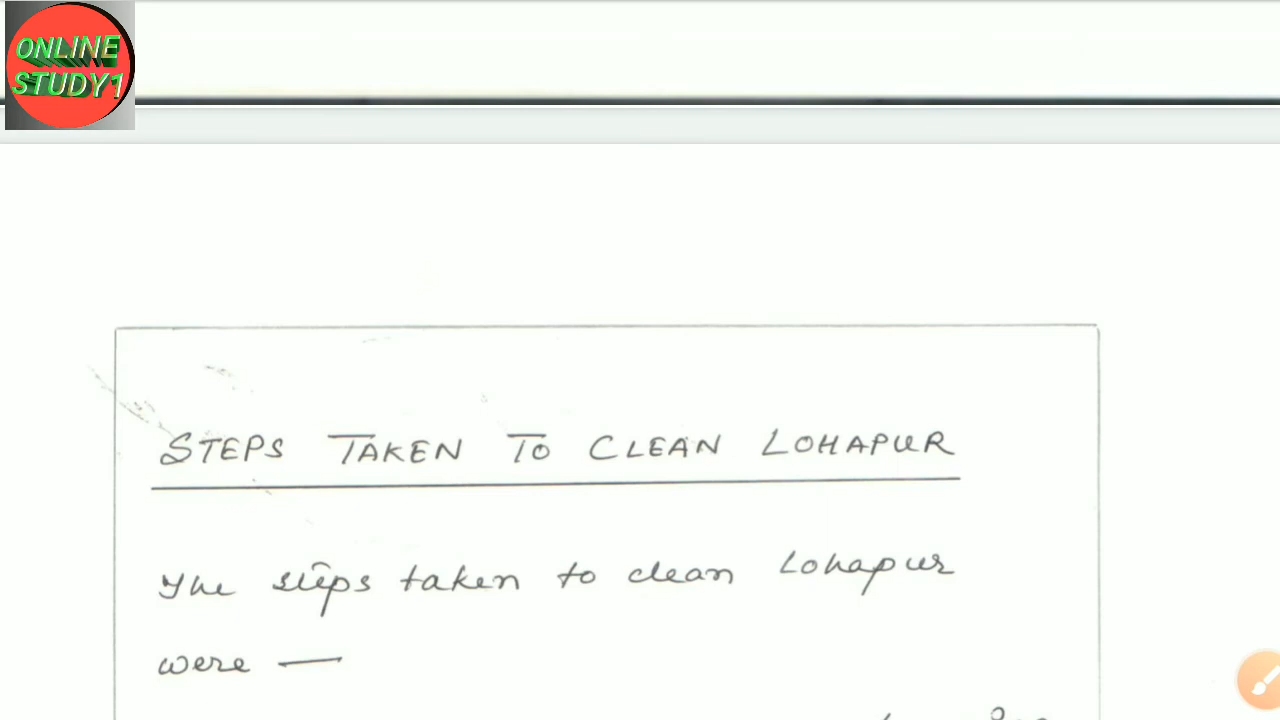 ONLINE
STUDY1
STEPS TAKEN TO CLEAN LOHAPUR
The steps taken to clean Lohapur
were —